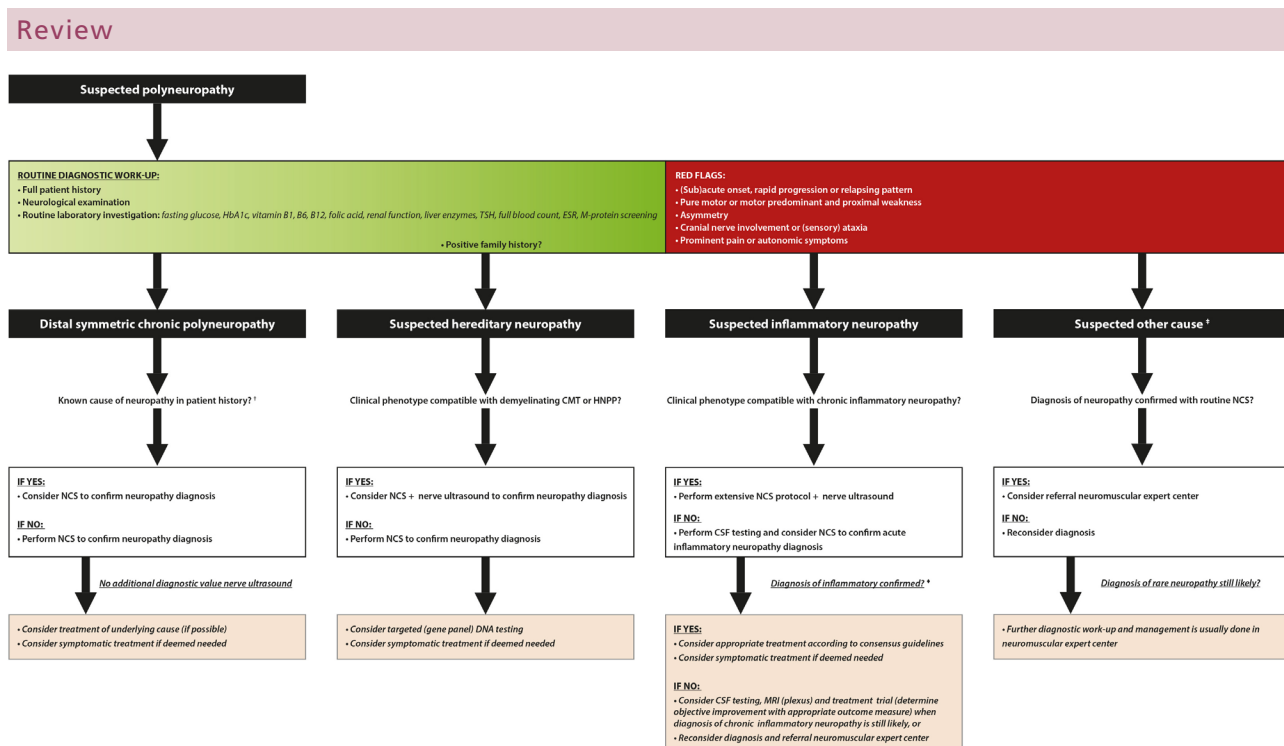 Review
Suspected polyneuropathy
ROUTINE DIAGNOSTIC WORK-UP:
• Full patient history
• Neurological examination
• Routine laboratory investigation: fasting glucose, HbA1c, vitamin B1, B6, B12, folic acid, renal function, liver enzymes, TSH, full blood count, ESR, M-protein screening
• Positive family history?
RED FLAGS:
• (Sub)acute onset, rapid progression or relapsing pattern
• Pure motor or motor predominant and proximal weakness
• Asymmetry
• Cranial nerve involvement or (sensory) ataxia
• Prominent pain or autonomic symptoms
Distal symmetric chronic polyneuropathy
Known cause of neuropathy in patient history? †
IF YES:
• Consider NCS to confirm neuropathy diagnosis
IF NO:
• Perform NCS to confirm neuropathy diagnosis
No additional diagnostic value nerve ultrasound
• Consider treatment of underlying cause (if possible)
• Consider symptomatic treatment if deemed needed
Suspected hereditary neuropathy
Clinical phenotype compatible with demyelinating CMT or HNPP?
IF YES:
• Consider NCS + nerve ultrasound to confirm neuropathy diagnosis
IF NO:
• Perform NCS to confirm neuropathy diagnosis
• Consider targeted (gene panel) DNA testing
• Consider symptomatic treatment if deemed needed
Suspected inflammatory neuropathy
Clinical phenotype compatible with chronic inflammatory neuropathy?
IF YES:
• Perform extensive NCS protocol + nerve ultrasound
IF NO:
• Perform CSF testing and consider NCS to confirm acute
inflammatory neuropathy diagnosis
Diagnosis of inflammatory confirmed?
IF YES:
• Consider appropriate treatment according to consensus guidelines
• Consider symptomatic treatment if deemed needed
IF NO:
• Consider CSF testing, MRI (plexus) and treatment trial (determine
objective improvement with appropriate outcome measure) when
diagnosis of chronic inflammatory neuropathy is still likely, or
• Reconsider diagnosis and referral neuromuscular expert center
Suspected other cause ‡
Diagnosis of neuropathy confirmed with routine NCS?
IF YES:
• Consider referral neuromuscular expert center
IF NO:
• Reconsider diagnosis
Diagnosis of rare neuropathy still likely?
• Further diagnostic work-up and management is usually done in
neuromuscular expert center